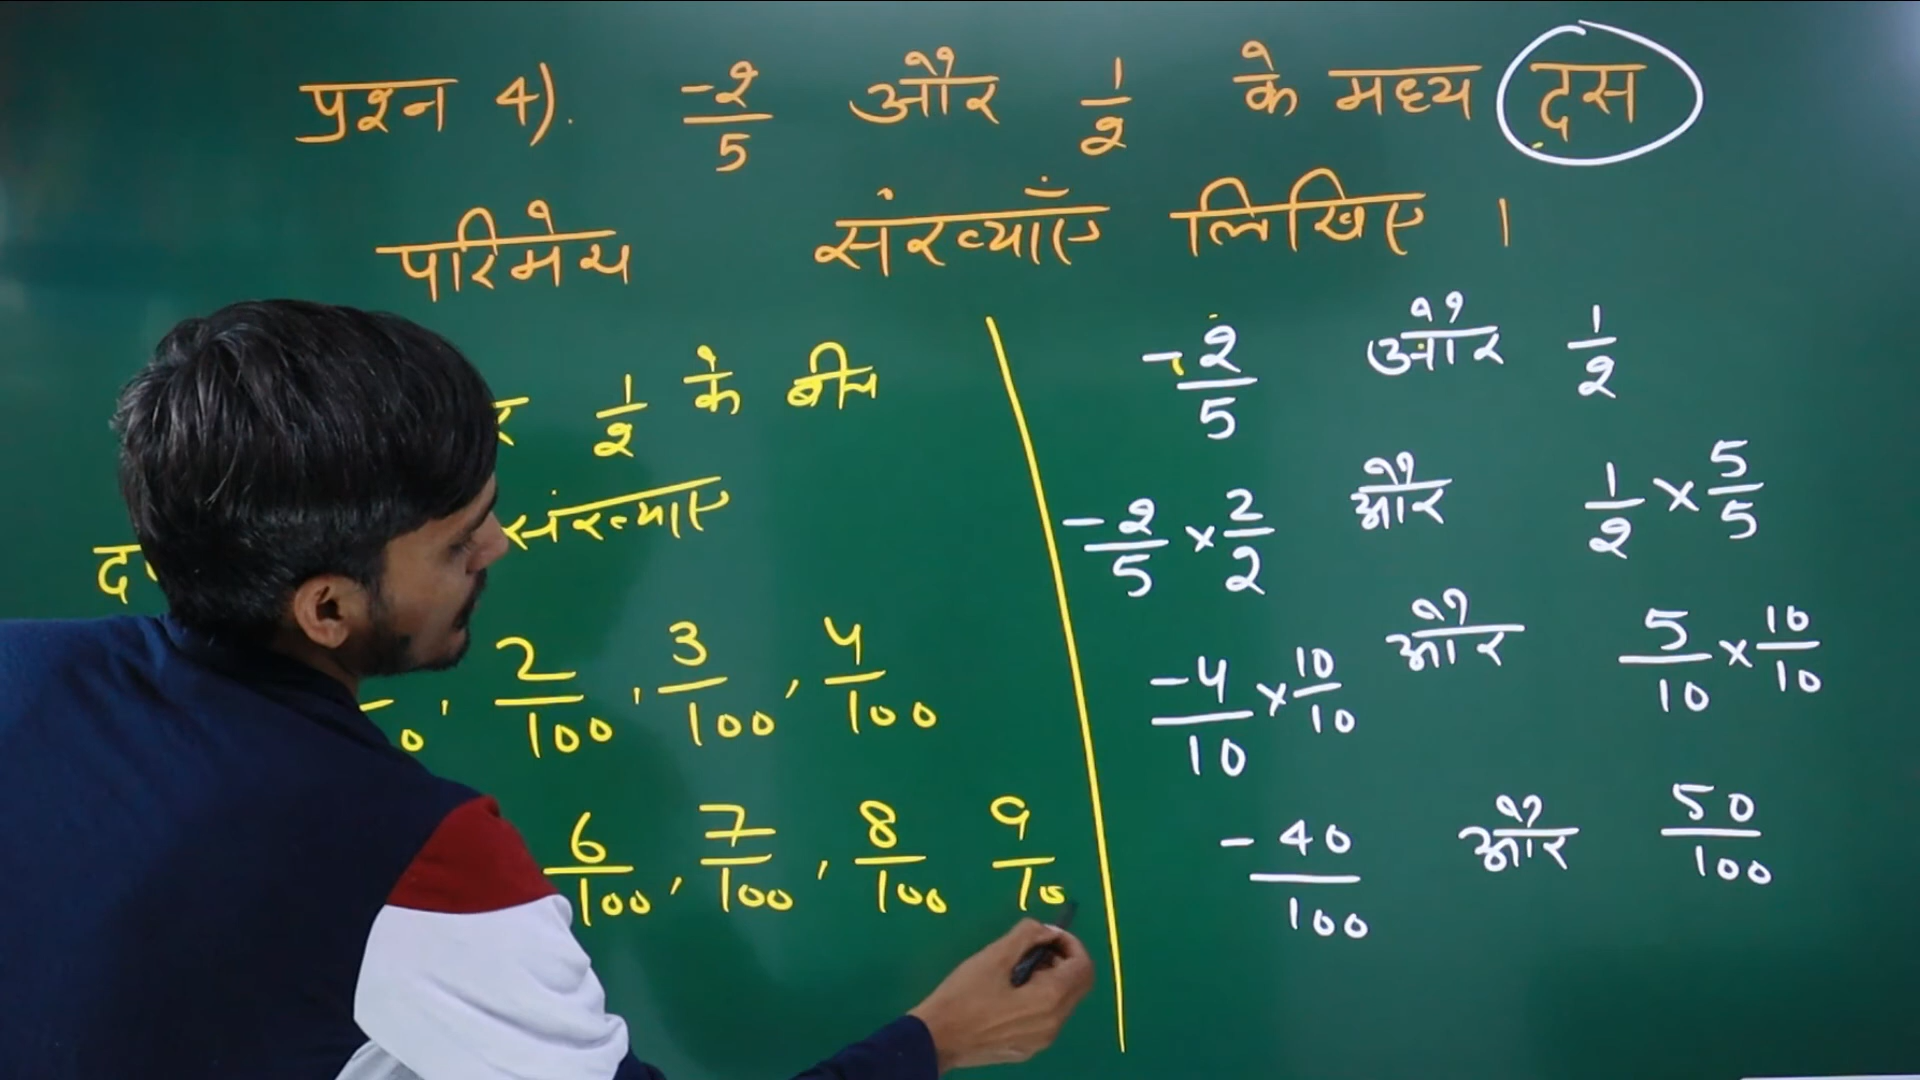 प्रश्न 4). -2/5 और 1/2 के मध्य दस
परिमेय संख्याएँ लिखिए ।
1/2 के बीच
संख्याएं
2/100 , 3/100 , 4/100
6/100 , 7/100 , 8/100 9/10
-2/5 और 1/2
-2/5 × 2/2 और 1/2 × 5/5
-4/10 × 10/10 और 5/10 × 10/10
-40/100 और 50/100